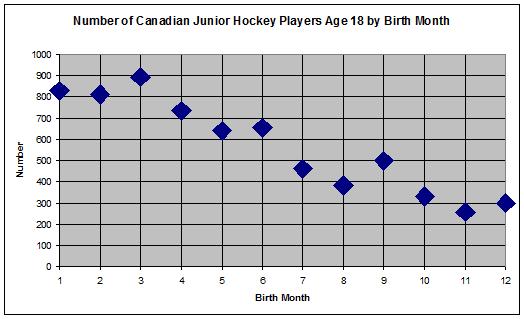 Number of Canadian Junior Hockey Players Age 18 by Birth Month
1000
900
800
700
600
500
400
300
200
100
0
Number
1 2 3 4 5 6 7 8 9 10 11 12
Birth Month